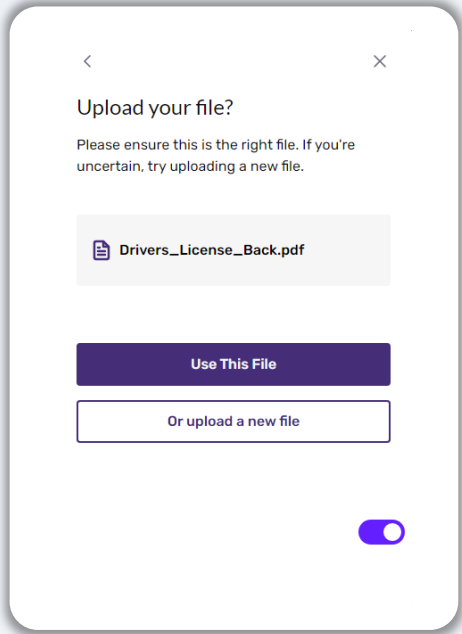 Upload your file?
Please ensure this is the right file. If you're
uncertain, try uploading a new file.
Drivers_License_Back.pdf
Use This File
Or upload a new file